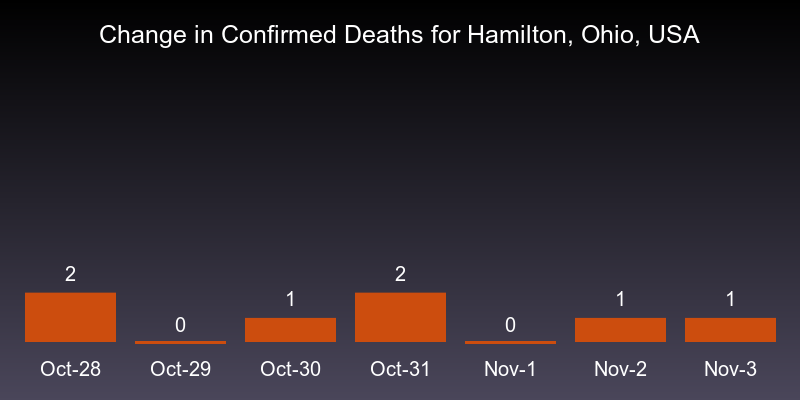 Change in Confirmed Deaths for Hamilton, Ohio, USA
2 0 1 2 0 1 1
Oct-28 Oct-29 Oct-30 Oct-31 Nov-1 Nov-2 Nov-3